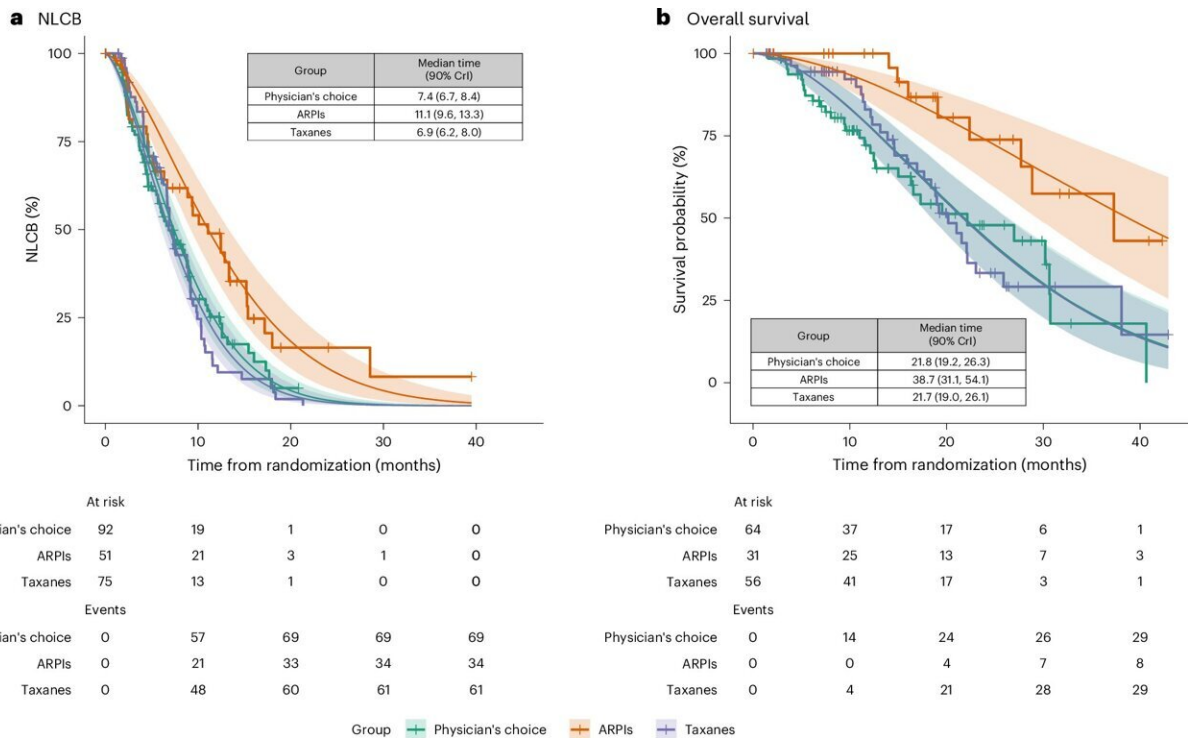 a NLCB
100
75
50
25
0
NLCB (%)
Group Median time (90% CrI)
Physician's choice 7.4 (6.7, 8.4)
ARPIs 11.1 (9.6, 13.3)
Taxanes 6.9 (6.2, 8.0)
0 10 20 30 40
Time from randomization (months)
At risk
ian's choice 92 19 1 0 0
ARPIs 51 21 3 1 0
Taxanes 75 13 1 0 0
Events
ian's choice 0 57 69 69 69
ARPIs 0 21 33 34 34
Taxanes 0 48 60 61 61
b Overall survival
100
75
50
25
0
Survival probability (%)
Group Median time (90% CrI)
Physician's choice 21.8 (19.2, 26.3)
ARPIs 38.7 (31.1, 54.1)
Taxanes 21.7 (19.0, 26.1)
0 10 20 30 40
Time from randomization (months)
At risk
Physician's choice 64 37 17 6 1
ARPIs 31 25 13 7 3
Taxanes 56 41 17 3 1
Events
Physician's choice 0 14 24 26 29
ARPIs 0 0 4 7 8
Taxanes 0 4 21 28 29
Group Physician's choice ARPIs Taxanes